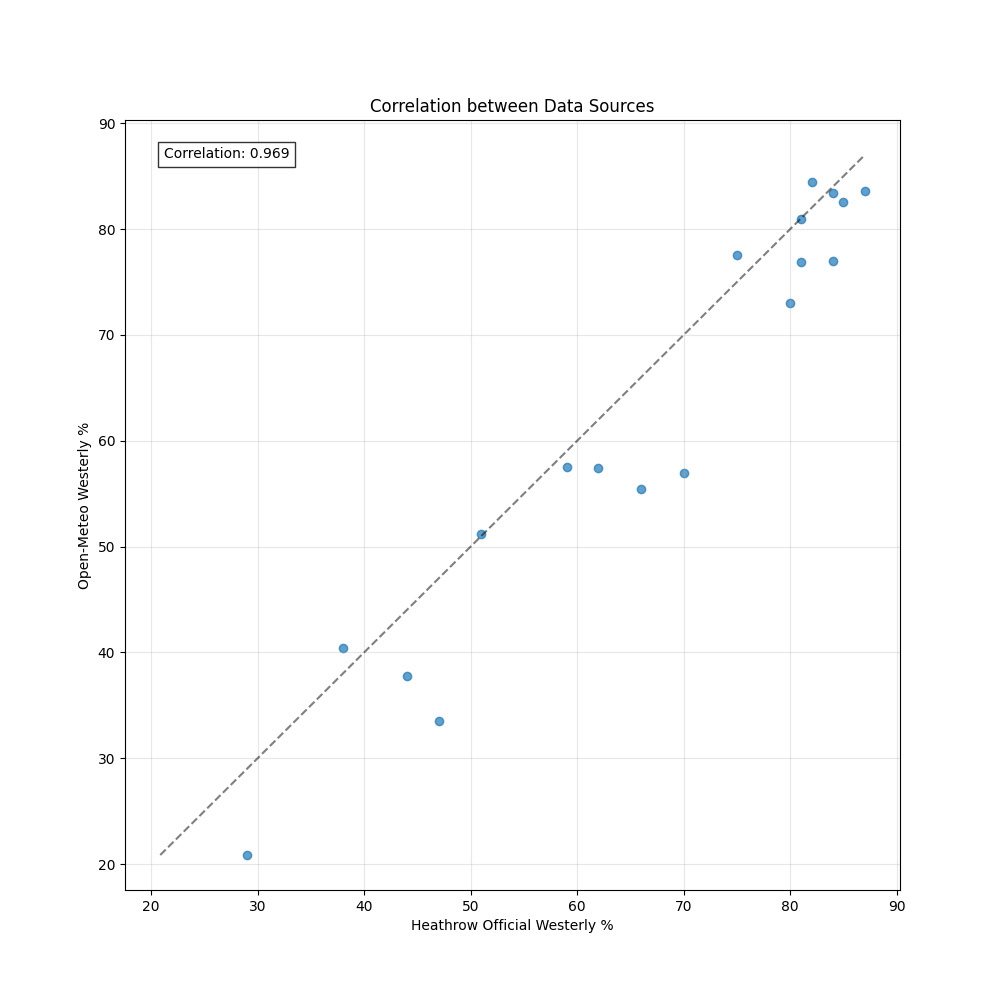 Correlation between Data Sources
Correlation: 0.969
90
80
70
60
50
40
30
20
Open-Meteo Westerly %
20 30 40 50 60 70 80 90
Heathrow Official Westerly %